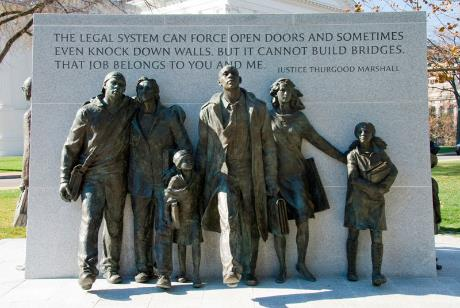 THE LEGAL SYSTEM CAN FORCE OPEN DOORS AND SOMETIMES
EVEN KNOCK DOWN WALLS. BUT IT CANNOT BUILD BRIDGES.
THAT JOB BELONGS TO YOU AND ME. JUSTICE THURGOOD MARSHALL